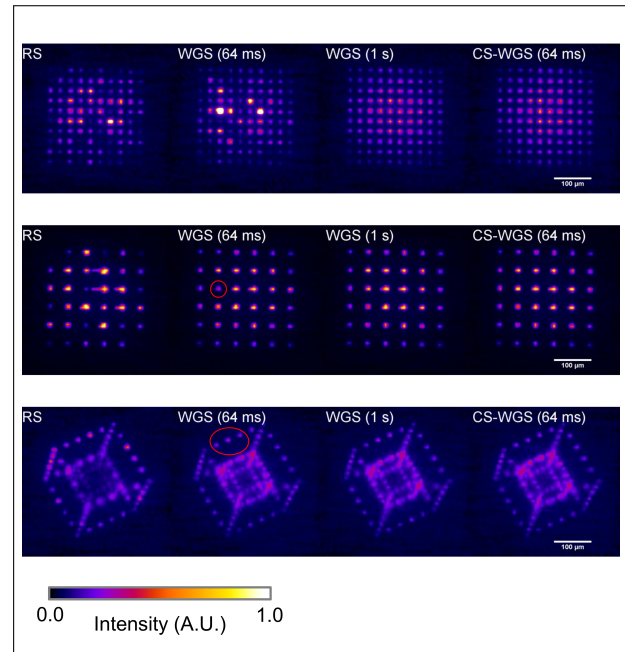 RS WGS (64 ms) WGS (1 s) CS-WGS (64 ms)
100 µm
RS WGS (64 ms) WGS (1 s) CS-WGS (64 ms)
100 µm
RS WGS (64 ms) WGS (1 s) CS-WGS (64 ms)
100 µm
0.0 1.0
Intensity (A.U.)